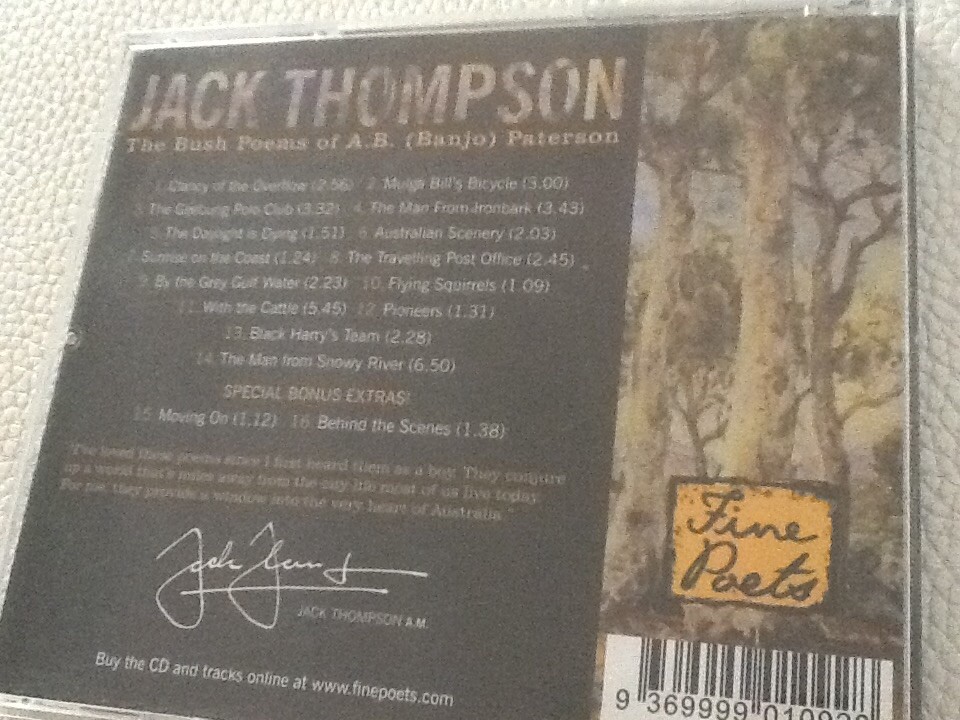 JACK THOMPSON
The Bush Poems of A.B. (Banjo) Paterson
1. Clancy of the Overflow (2.56) 2. Mulga Bill's Bicycle (3.00)
3. The Geebung Polo Club (3.32) 4. The Man From Ironbark (3.43)
5. The Daylight is Dying (1.51) 6. Australian Scenery (2.03)
7. Sunrise on the Coast (1.24) 8. The Travelling Post Office (2.45)
9. By the Grey Gulf Water (2.23) 10. Flying Squirrels (1.09)
11. With the Cattle (5.45) 12. Pioneers (1.31)
13. Black Harry's Team (2.28)
14. The Man from Snowy River (6.50)
SPECIAL BONUS EXTRAS!
15. Moving On (1.12) 16. Behind the Scenes (1.38)
"I've loved these poems since I first heard them as a boy. They conjure
up a world that's miles away from the city life most of us live today.
For me, they provide a window into the very heart of Australia."
Jack Thompson
JACK THOMPSON A.M.
Buy the CD and tracks online at www.finepoets.com
Fine
Poets
9 369999